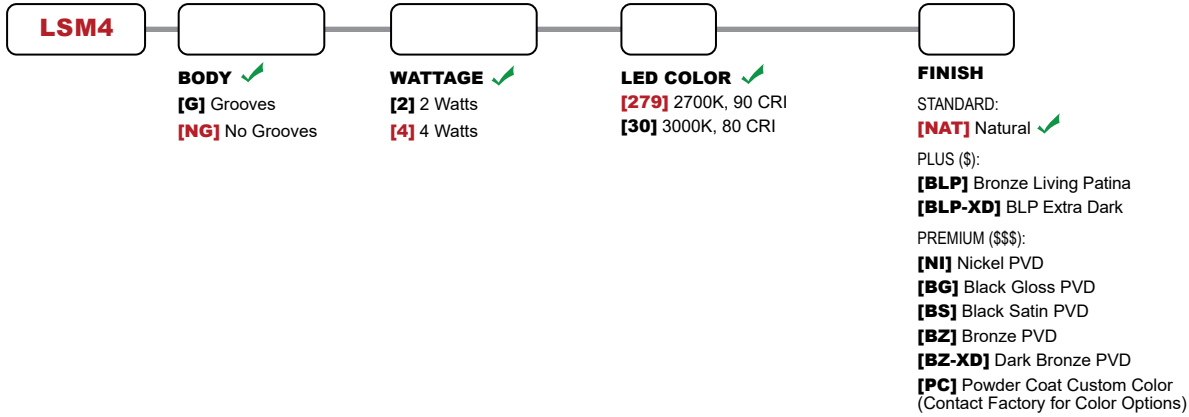 LSM4
BODY
[G] Grooves
[NG] No Grooves
WATTAGE
[2] 2 Watts
[4] 4 Watts
LED COLOR
[279] 2700K, 90 CRI
[30] 3000K, 80 CRI
FINISH
STANDARD:
[NAT] Natural
PLUS ($):
[BLP] Bronze Living Patina
[BLP-XD] BLP Extra Dark
PREMIUM ($$$):
[NI] Nickel PVD
[BG] Black Gloss PVD
[BS] Black Satin PVD
[BZ] Bronze PVD
[BZ-XD] Dark Bronze PVD
[PC] Powder Coat Custom Color
(Contact Factory for Color Options)